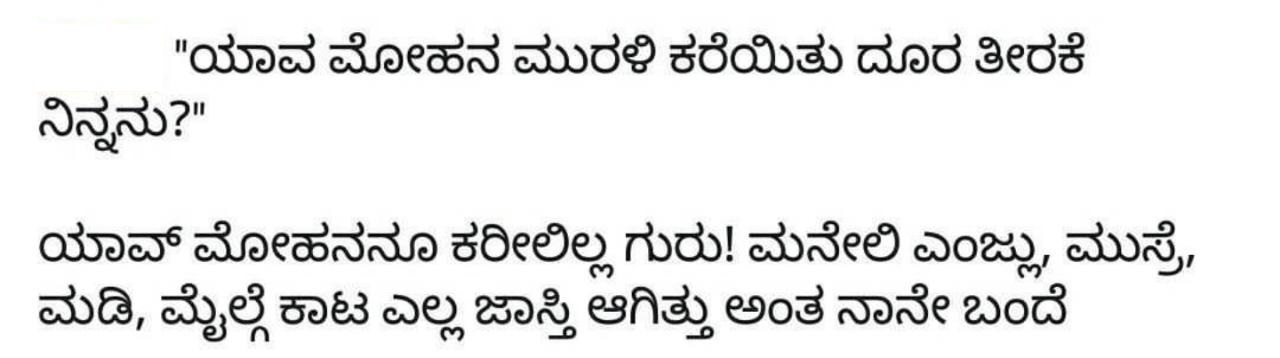 "ಯಾವ ಮೋಹನ ಮುರಳಿ ಕರೆಯಿತು ದೂರ ತೀರಕೆ
ನಿನ್ನನು?"
ಯಾವ್ ಮೋಹನನೂ ಕರೀಲಿಲ್ಲ ಗುರು! ಮನೇಲಿ ಎಂಜ್ಲು, ಮುಸ್ರೆ,
ಮಡಿ, ಮೈಲ್ಗೆ ಕಾಟ ಎಲ್ಲ ಜಾಸ್ತಿ ಆಗಿತ್ತು ಅಂತ ನಾನೇ ಬಂದೆ